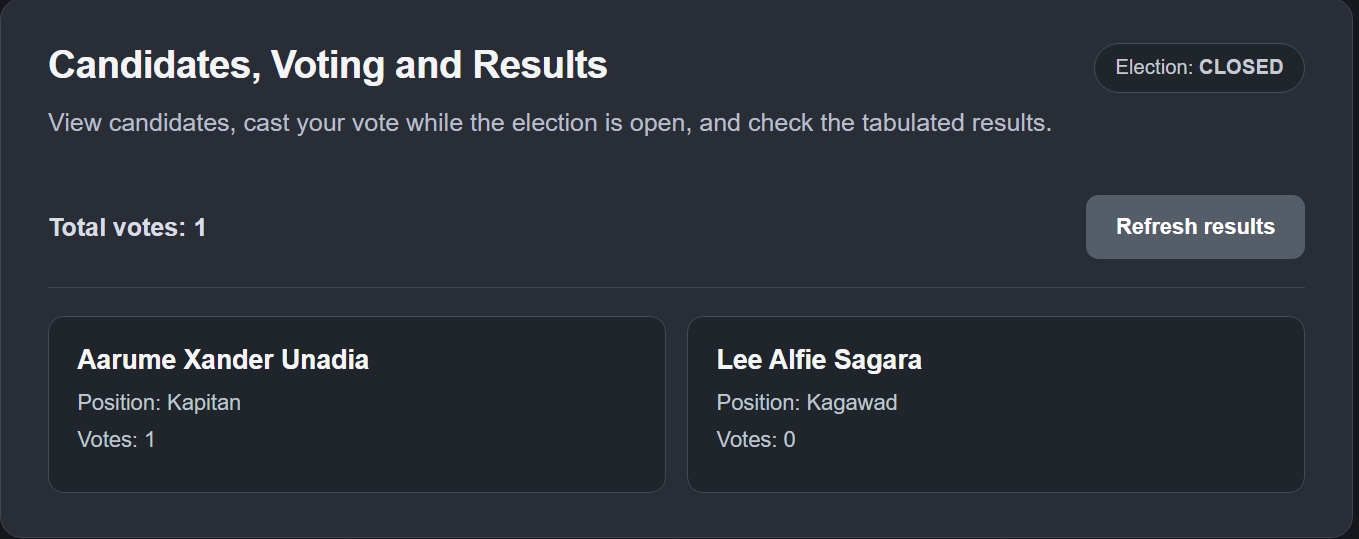 Candidates, Voting and Results
Election: CLOSED
View candidates, cast your vote while the election is open, and check the tabulated results.
Total votes: 1
Refresh results
Aarume Xander Unadia
Position: Kapitan
Votes: 1
Lee Alfie Sagara
Position: Kagawad
Votes: 0